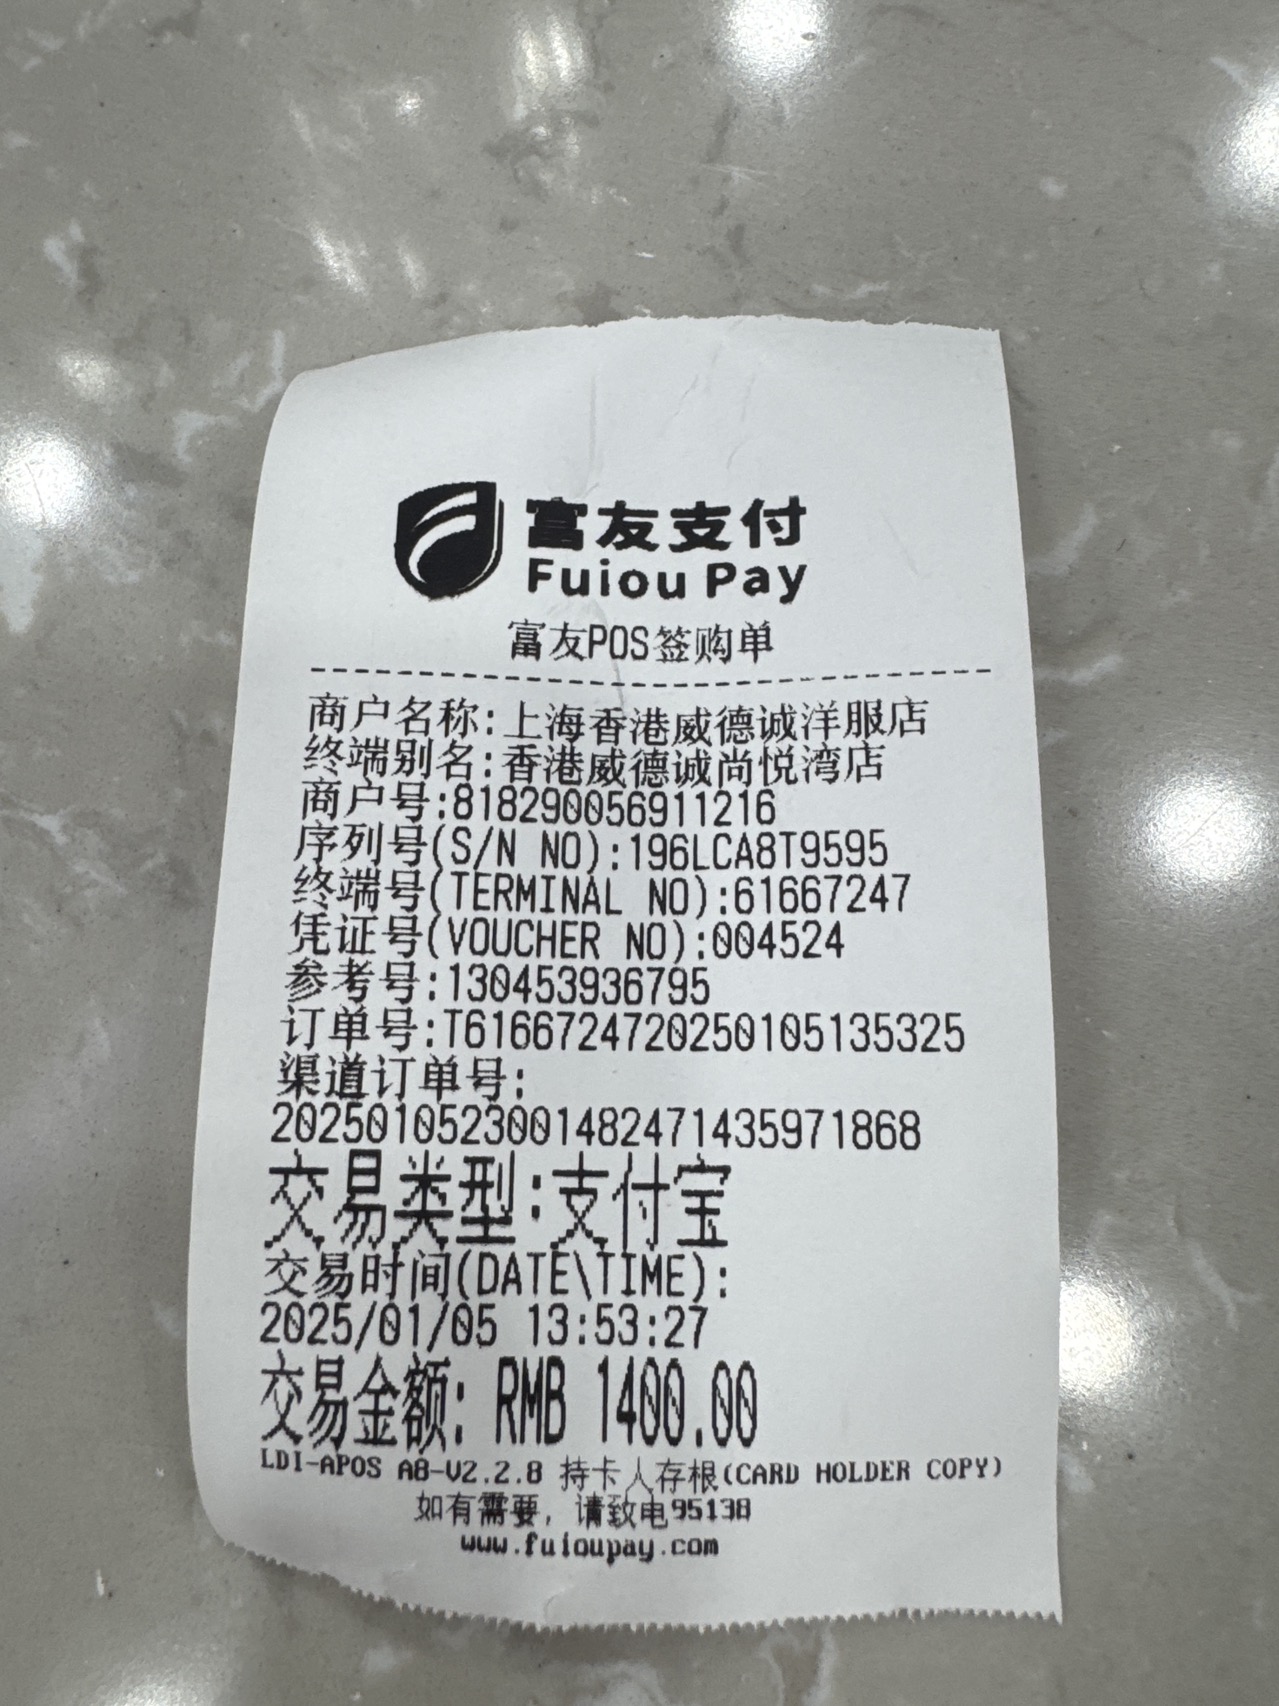 富友支付
Fuiou Pay
富友POS签购单
商户名称:上海香港威德诚洋服店
终端别名:香港威德诚尚悦湾店
商户号:818290056911216
序列号(S/N NO):196LCA8T9595
终端号(TERMINAL NO):61667247
凭证号(VOUCHER NO):004524
参考号:130453936795
订单号:T6166724720250105135325
渠道订单号:
2025010523001482471435971868
交易类型:支付宝
交易时间(DATE\TIME):
2025/01/05 13:53:27
交易金额: RMB 1400.00
LDI-APOS A8-V2.2.8 持卡人存根(CARD HOLDER COPY)
如有需要，请致电95138
www.fuioupay.com